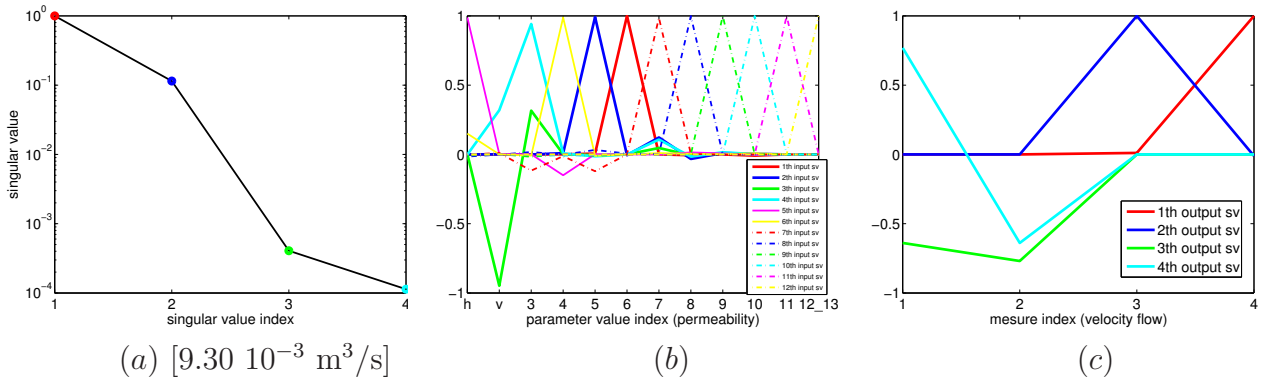 10⁰
10⁻¹
10⁻²
10⁻³
10⁻⁴
singular value
1 2 3 4
singular value index
(a) [9.30 10⁻³ m³/s]
1
0.5
0
−0.5
−1
h v 3 4 5 6 7 8 9 10 11 12_13
parameter value index (permeability)
1th input sv
2th input sv
3th input sv
4th input sv
5th input sv
6th input sv
7th input sv
8th input sv
9th input sv
10th input sv
11th input sv
12th input sv
(b)
1
0.5
0
−0.5
−1
1 2 3 4
mesure index (velocity flow)
1th output sv
2th output sv
3th output sv
4th output sv
(c)